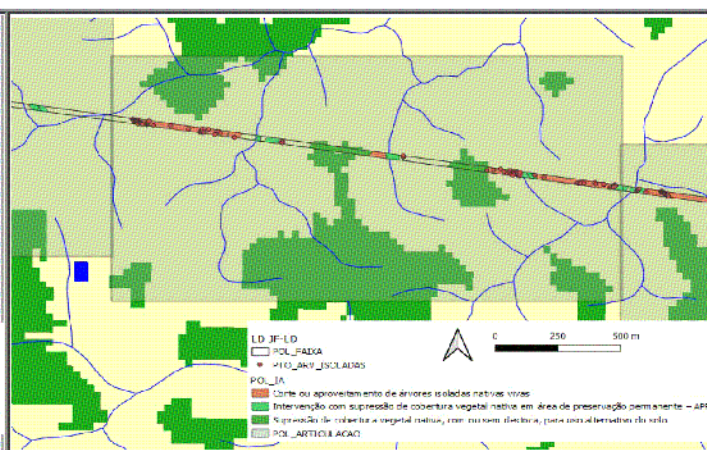 LD JF-LD
POL_FAIXA
0 250 500 m
PTO_ARV_ISOLADAS
POL_IA
Corte ou aproveitamento de árvores isoladas nativas vivas
Intervenção com supressão de cobertura vegetal nativa em área de preservação permanente – APP
Supressão de cobertura vegetal nativa, com ou sem destoca, para uso alternativo do solo
POL_ARTICULACAO